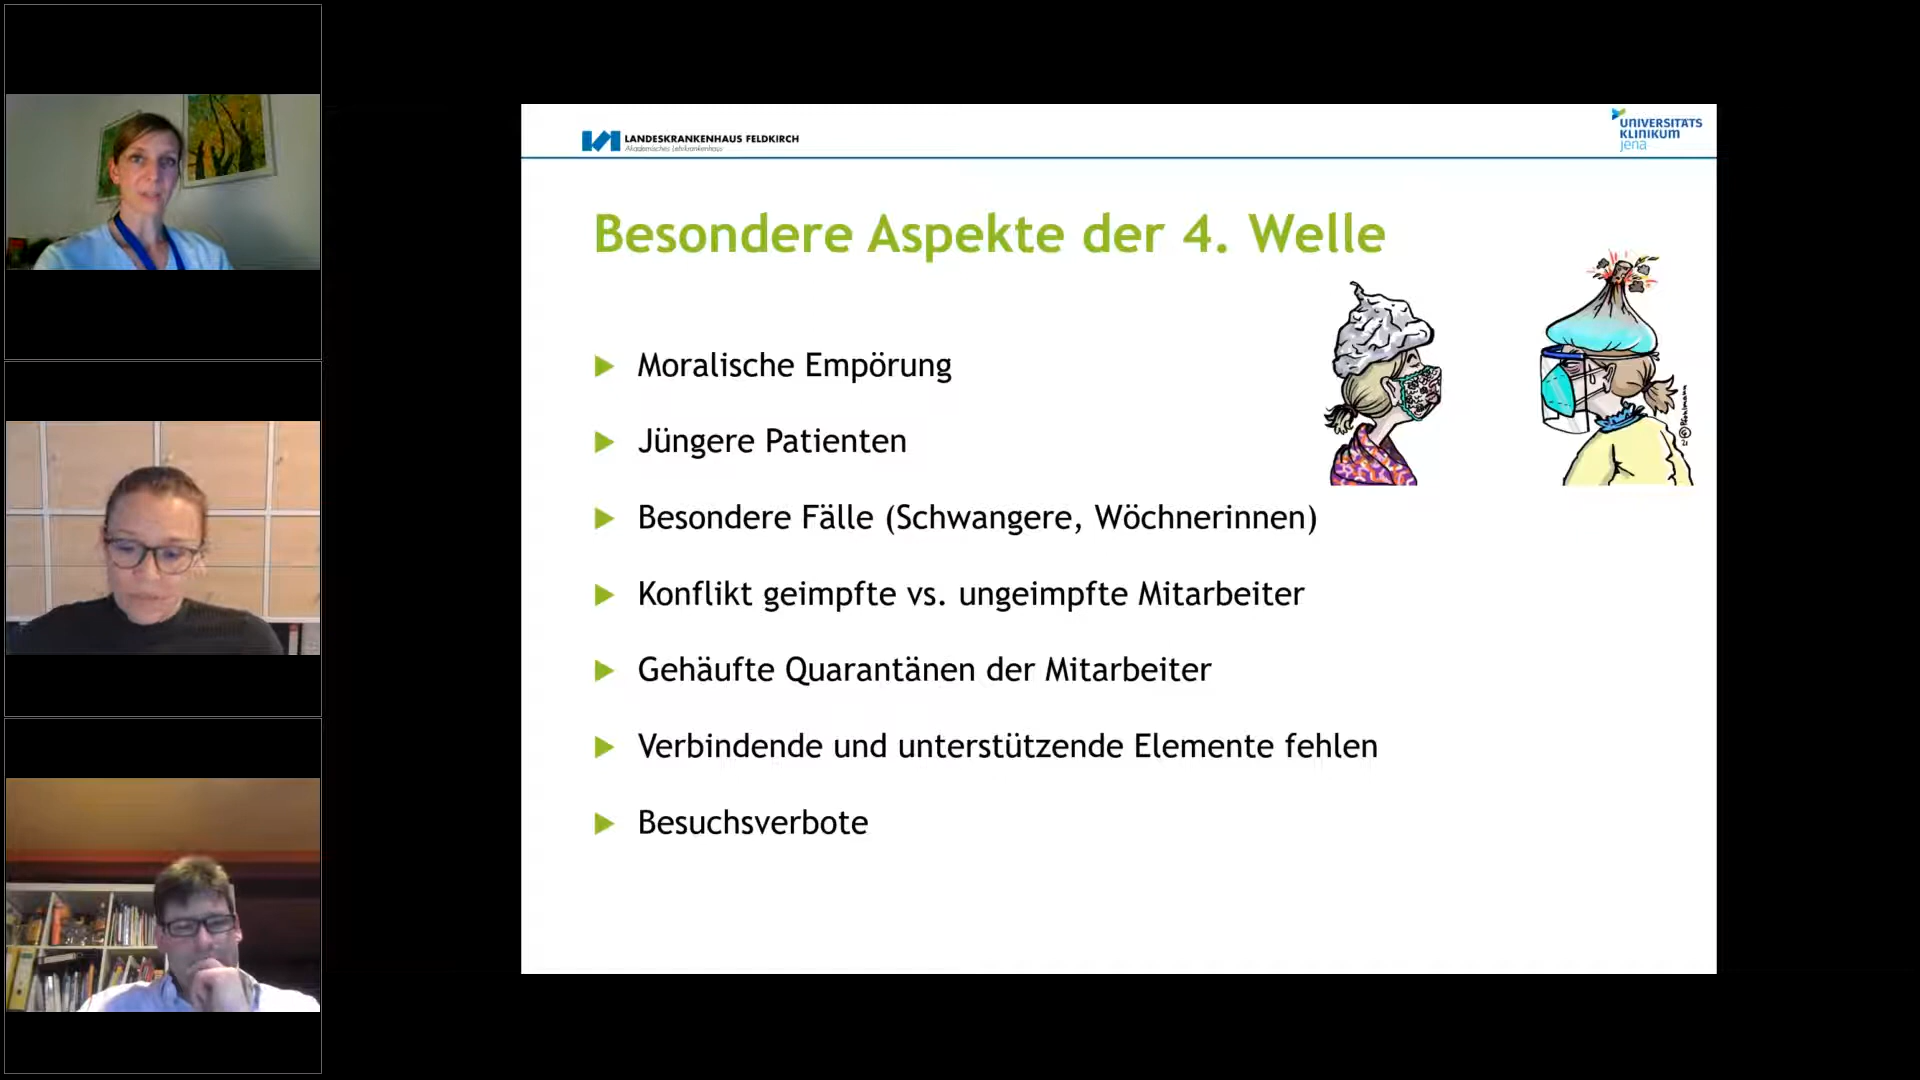 LANDESKRANKENHAUS FELDKIRCH
Akademisches Lehrkrankenhaus
UNIVERSITÄTS
KLINIKUM
jena
Besondere Aspekte der 4. Welle
Moralische Empörung
Jüngere Patienten
Besondere Fälle (Schwangere, Wöchnerinnen)
Konflikt geimpfte vs. ungeimpfte Mitarbeiter
Gehäufte Quarantänen der Mitarbeiter
Verbindende und unterstützende Elemente fehlen
Besuchsverbote